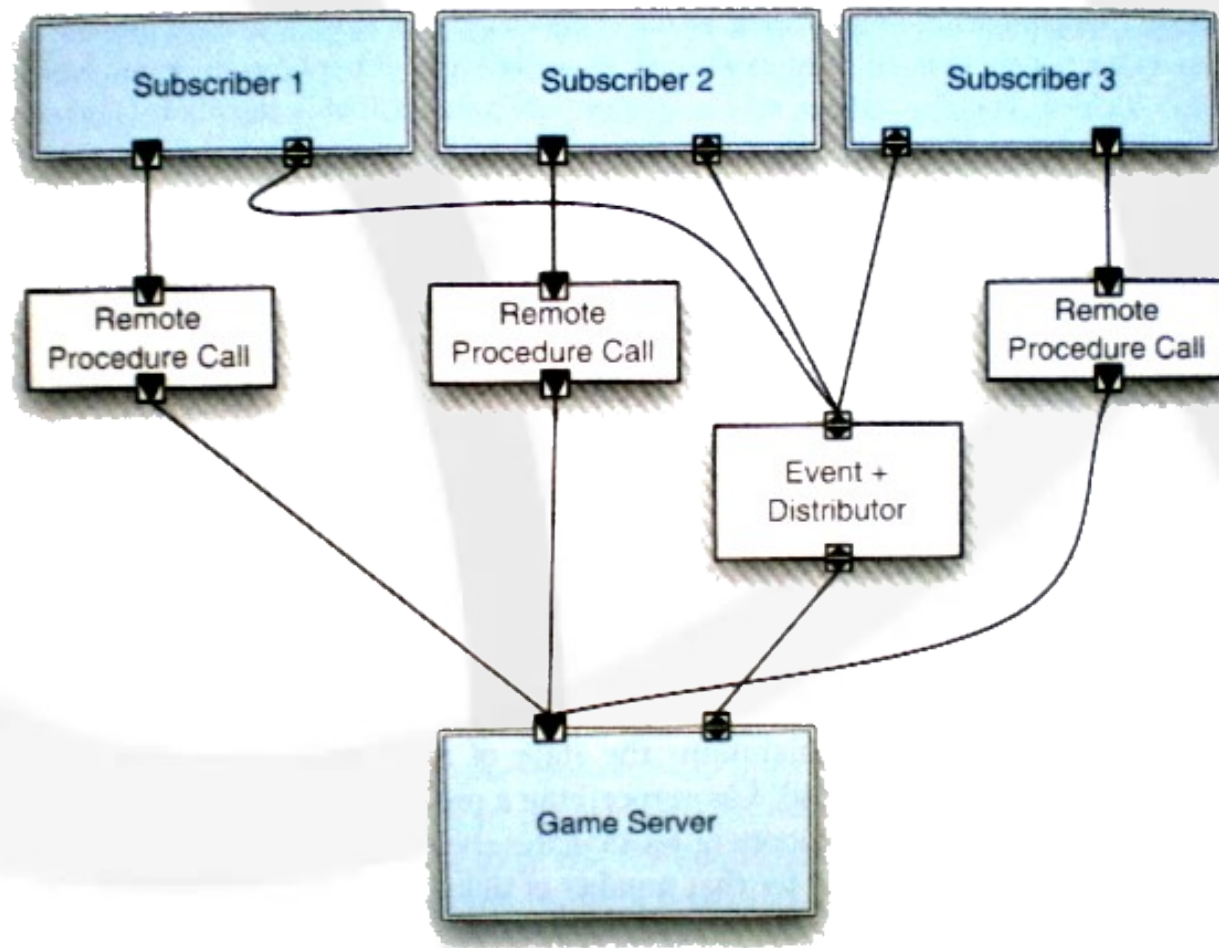 Subscriber 1
Subscriber 2
Subscriber 3
Remote
Procedure Call
Remote
Procedure Call
Remote
Procedure Call
Event +
Distributor
Game Server